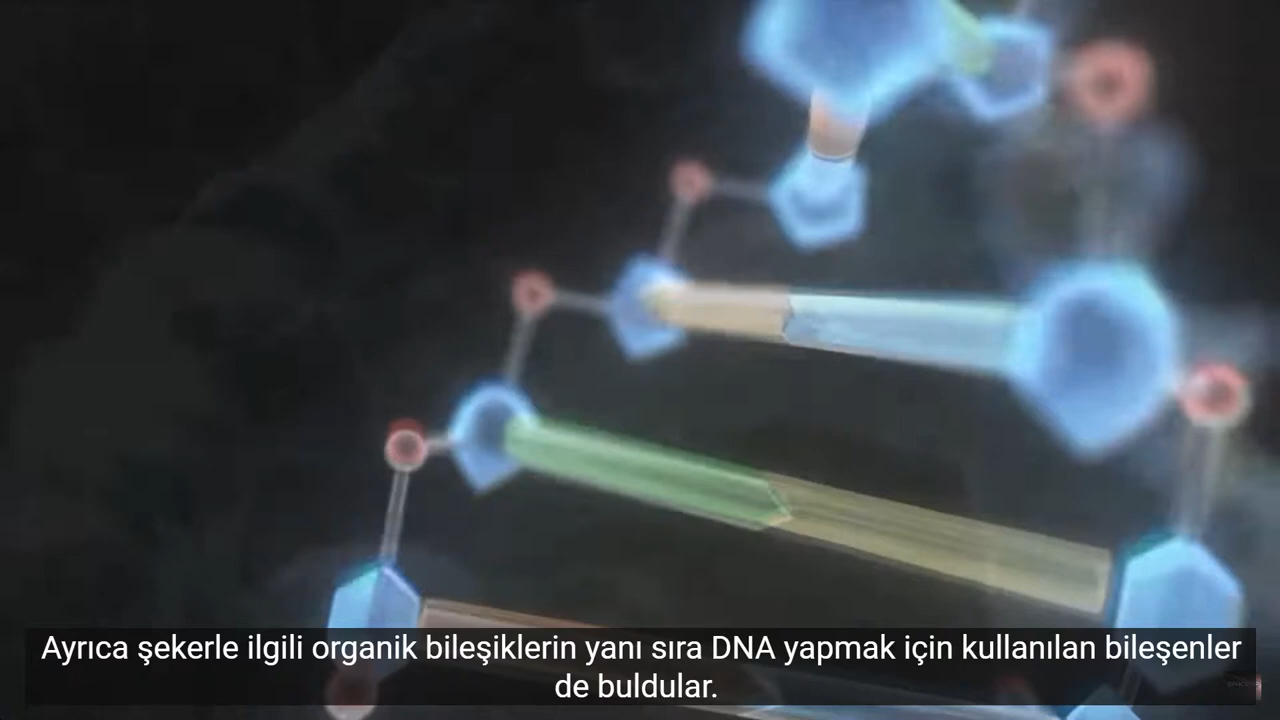 Ayrıca şekerle ilgili organik bileşiklerin yanı sıra DNA yapmak için kullanılan bileşenler
de buldular.